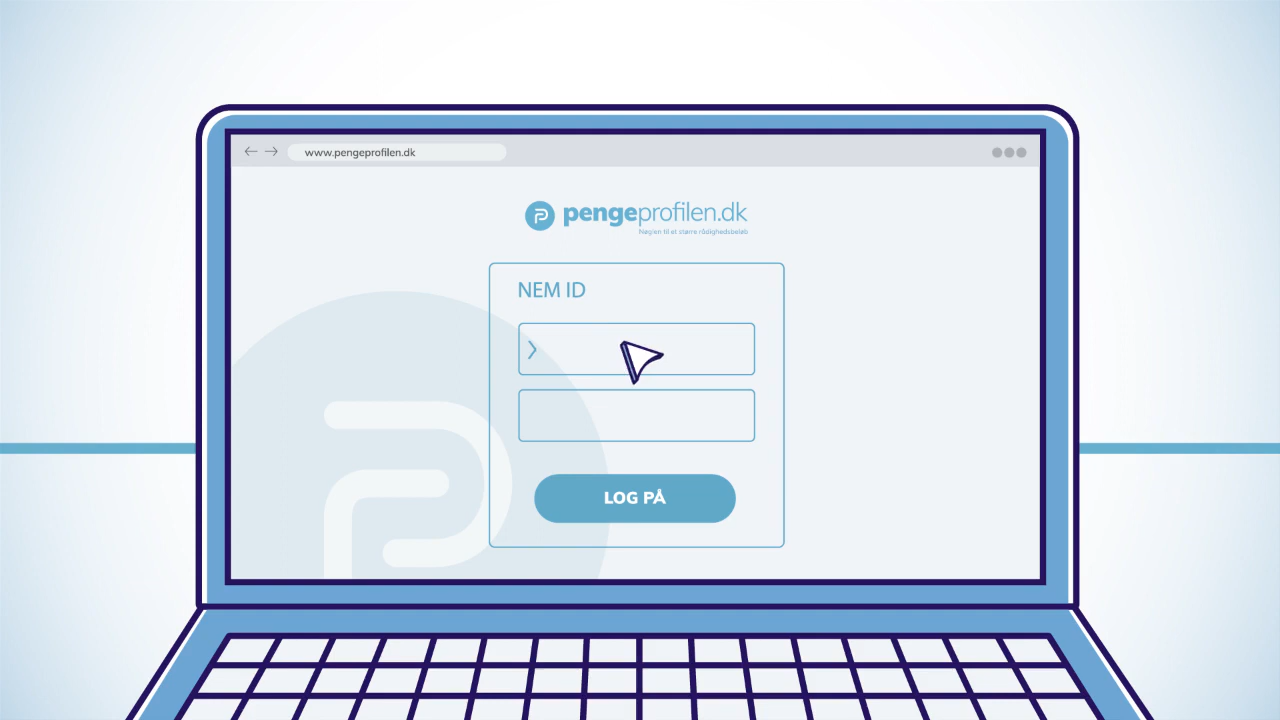 www.pengeprofilen.dk
pengeprofilen.dk
Nøglen til et større rådighedsbeløb
NEM ID
LOG PÅ